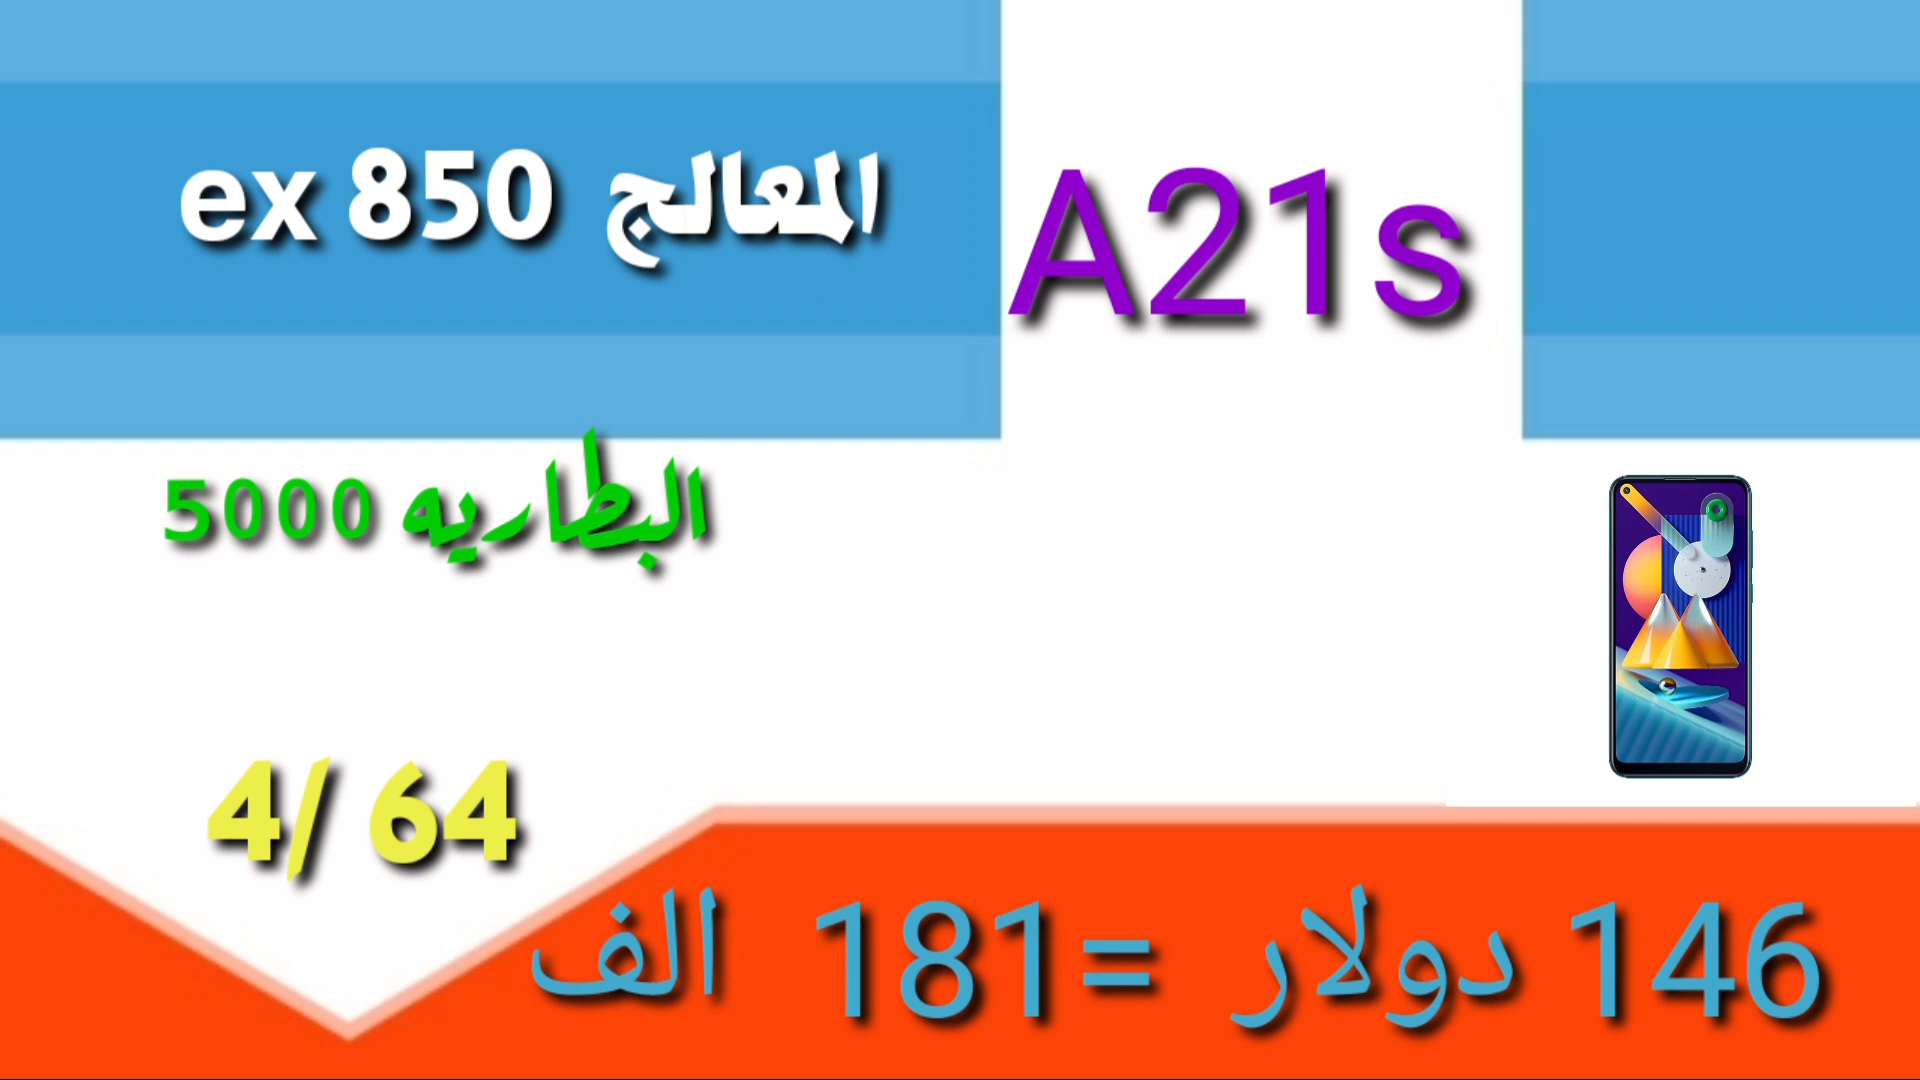 المعالج ex 850
A21s
البطاريه 5000
4/ 64
146 دولار =181 الف